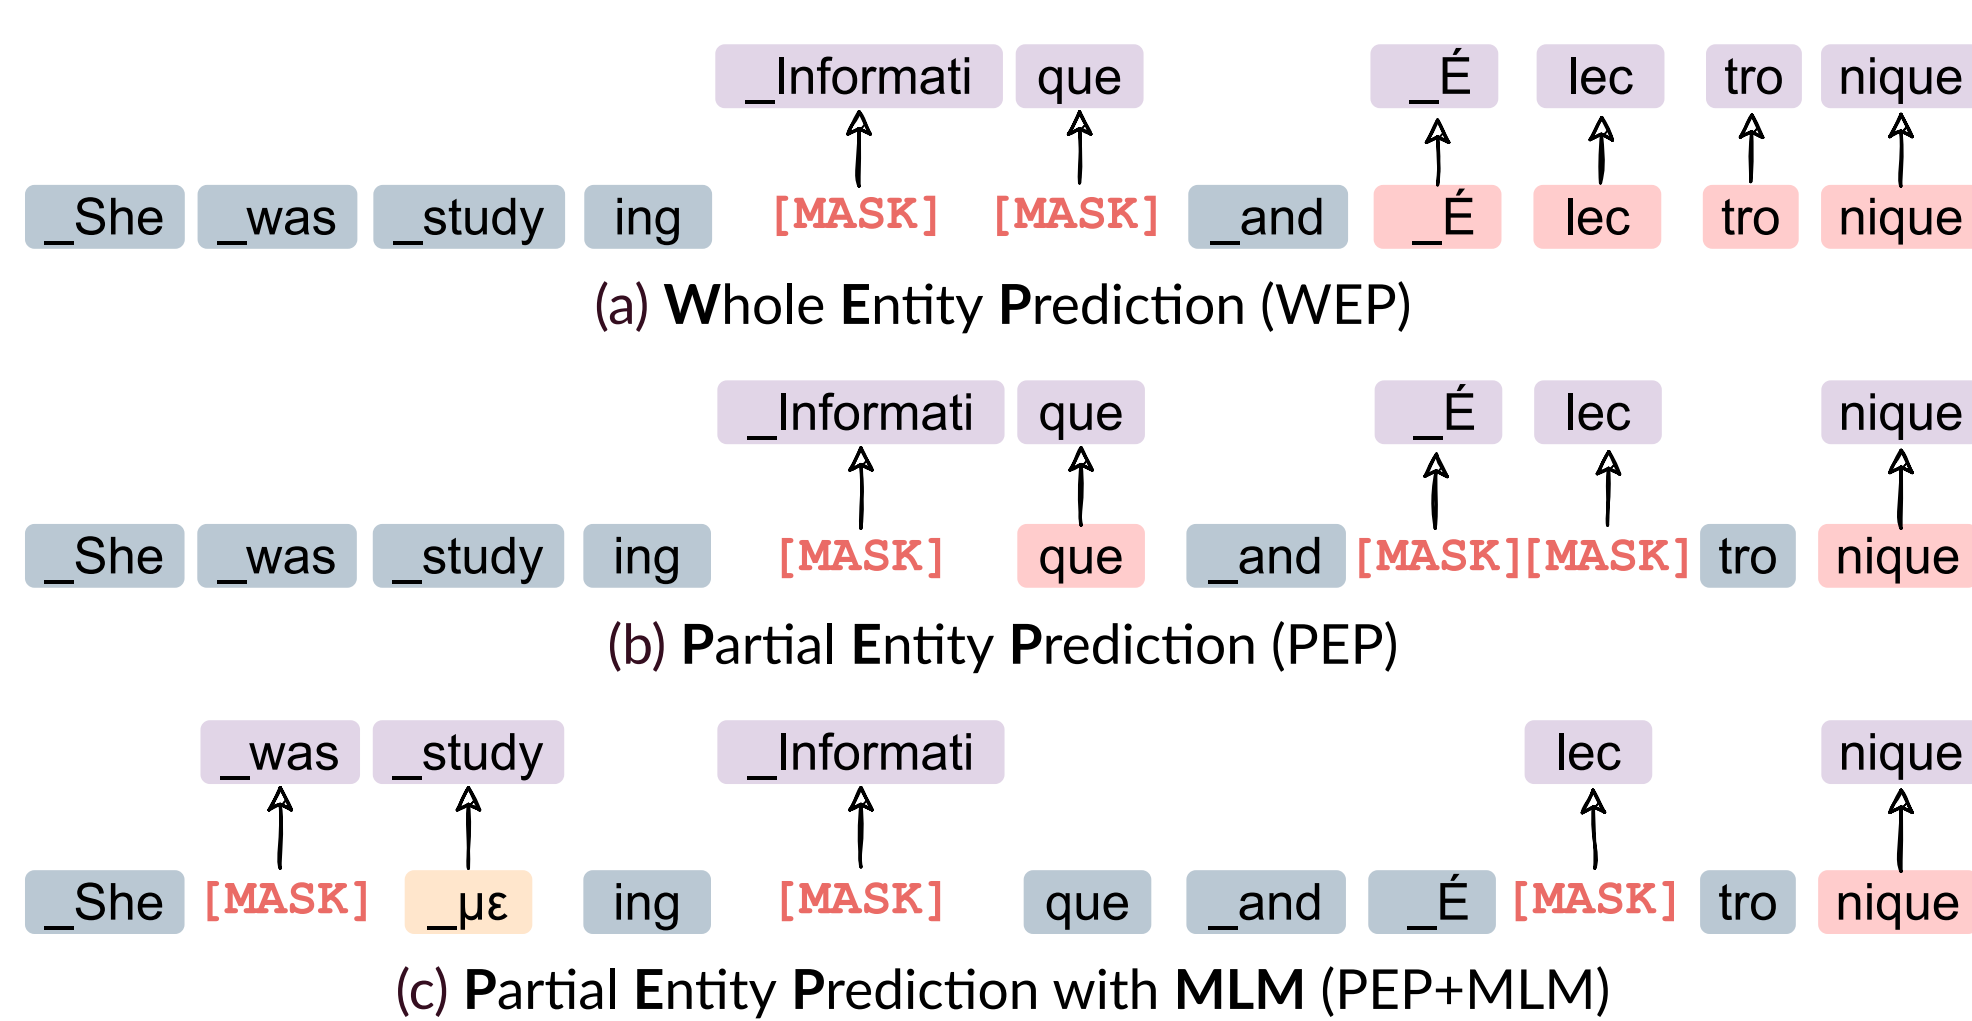 _Informati que _É lec tro nique
_She _was _study ing [MASK] [MASK] _and _É lec tro nique
(a) Whole Entity Prediction (WEP)
_Informati que _É lec nique
_She _was _study ing [MASK] que _and [MASK] [MASK] tro nique
(b) Partial Entity Prediction (PEP)
_was _study _Informati lec nique
_She [MASK] _με ing [MASK] que _and _É [MASK] tro nique
(c) Partial Entity Prediction with MLM (PEP+MLM)